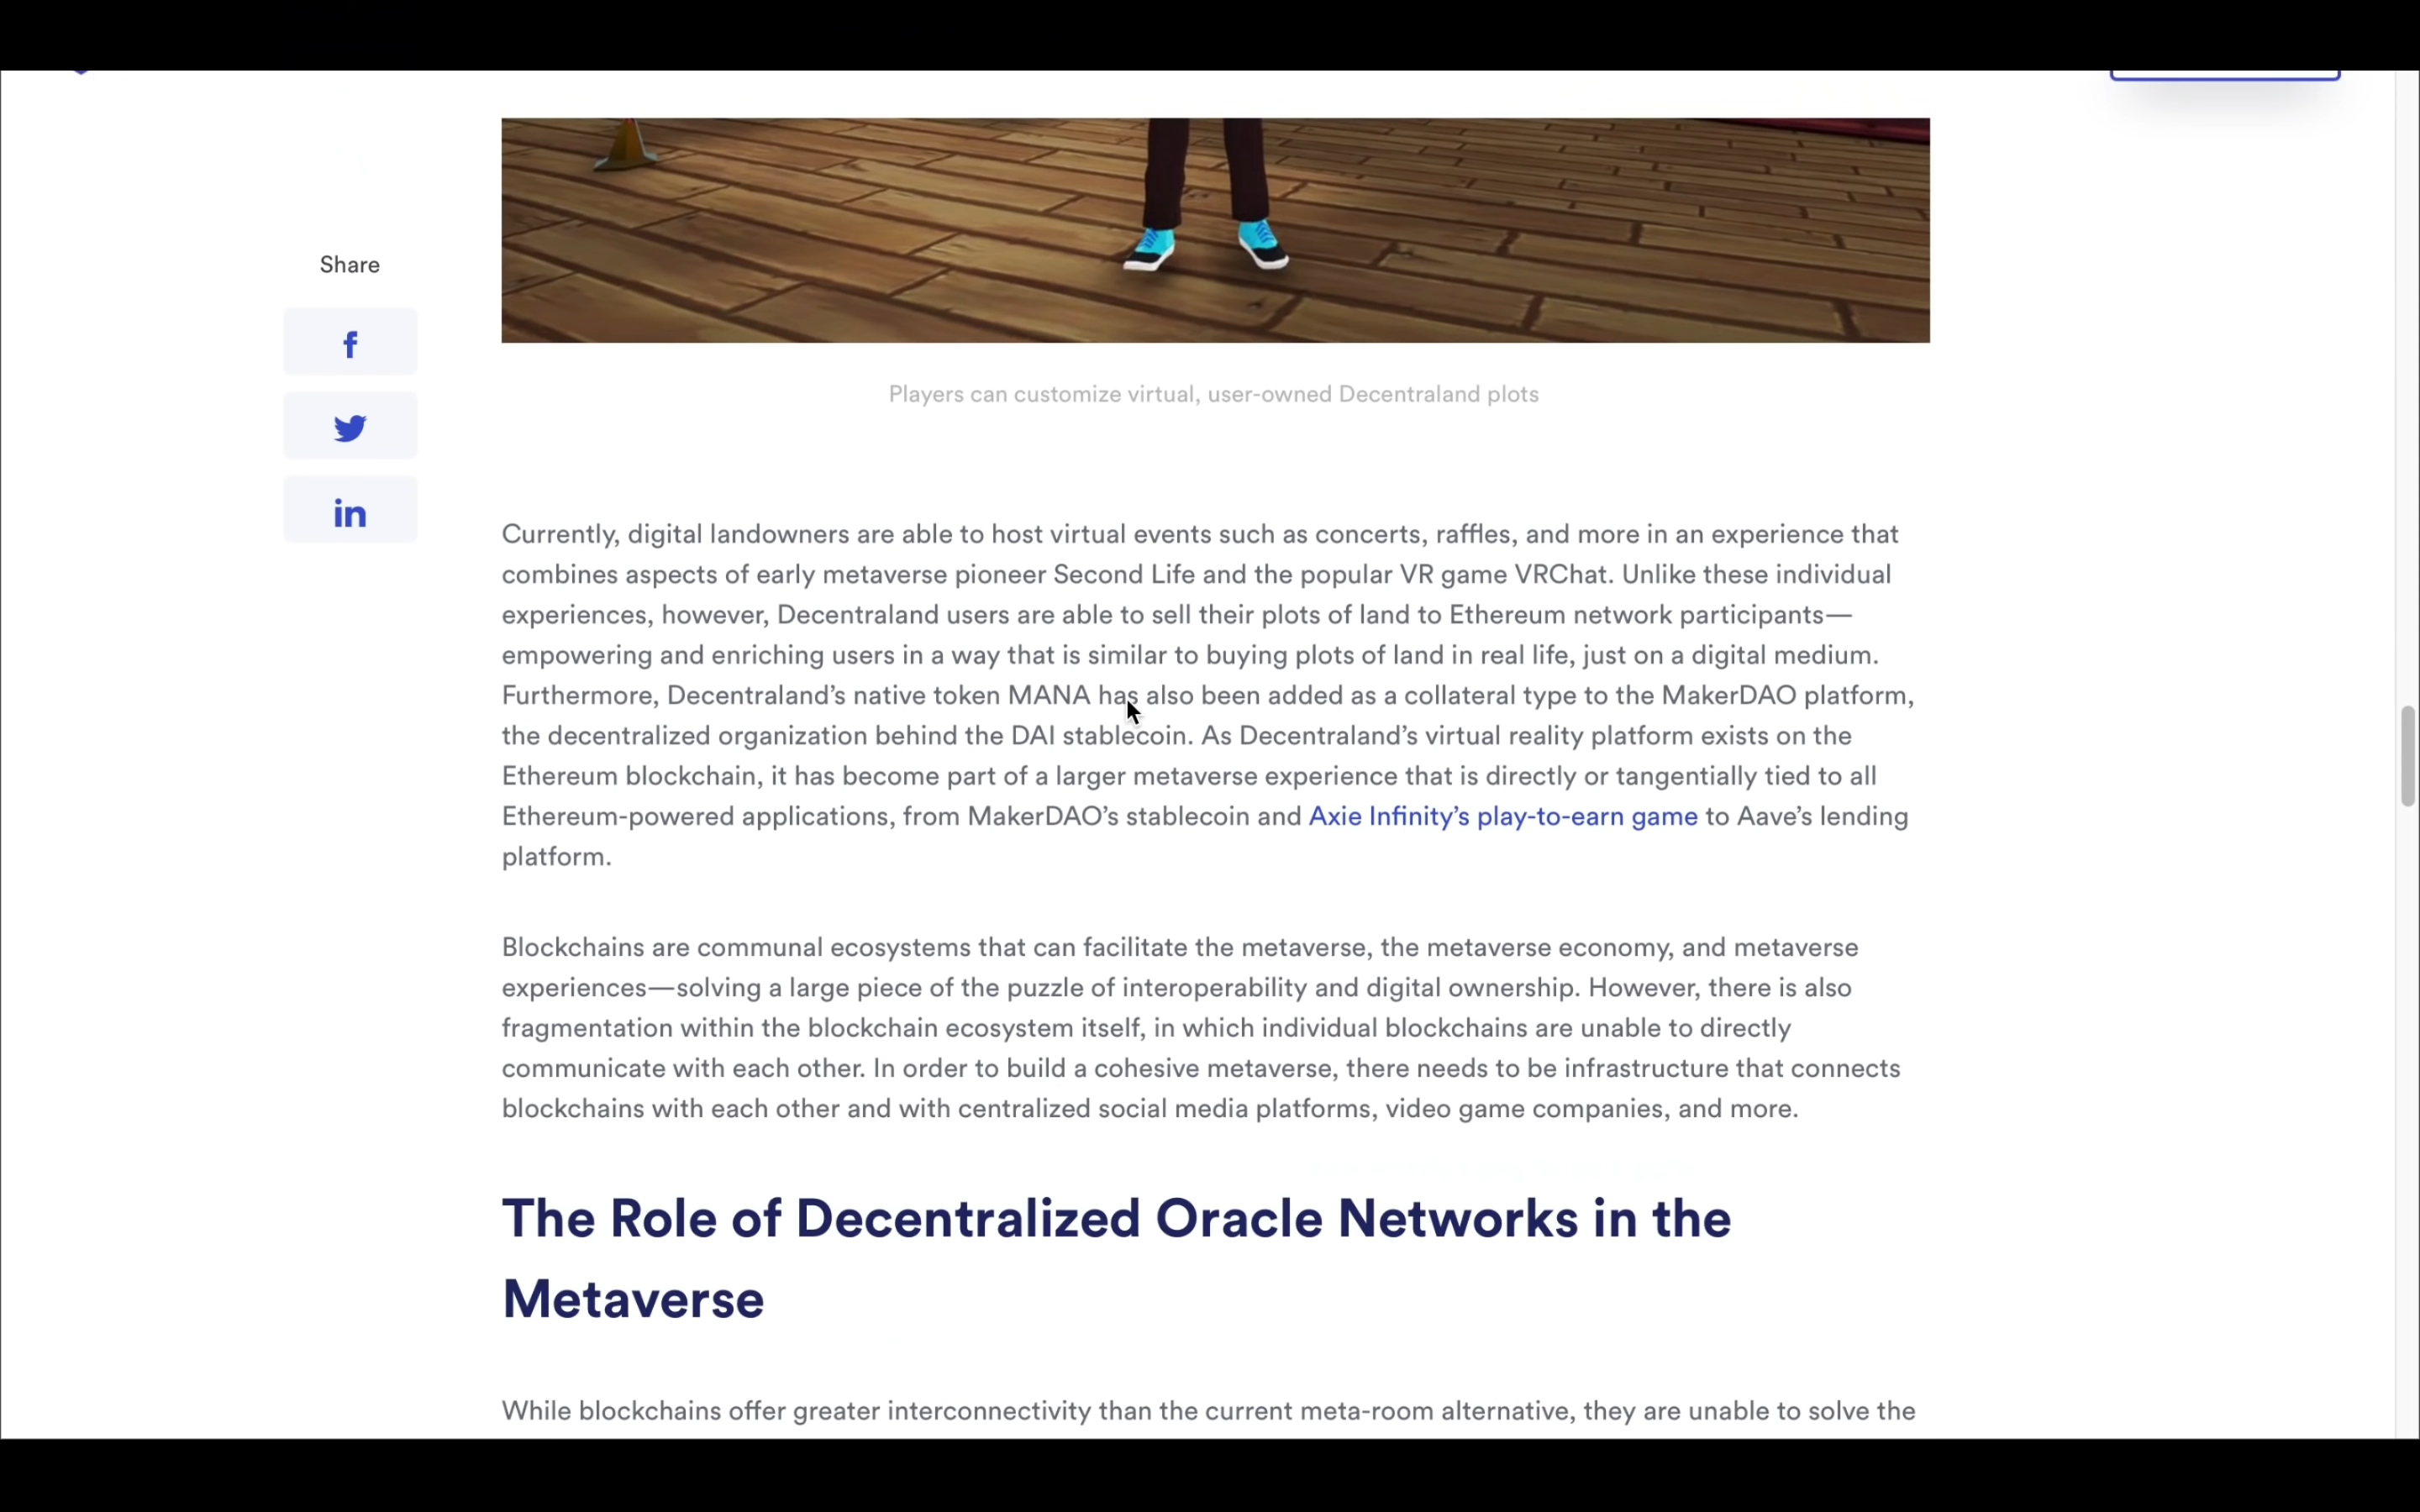 Share
f
in
Players can customize virtual, user-owned Decentraland plots
Currently, digital landowners are able to host virtual events such as concerts, raffles, and more in an experience that
combines aspects of early metaverse pioneer Second Life and the popular VR game VRChat. Unlike these individual
experiences, however, Decentraland users are able to sell their plots of land to Ethereum network participants—
empowering and enriching users in a way that is similar to buying plots of land in real life, just on a digital medium.
Furthermore, Decentraland’s native token MANA has also been added as a collateral type to the MakerDAO platform,
the decentralized organization behind the DAI stablecoin. As Decentraland’s virtual reality platform exists on the
Ethereum blockchain, it has become part of a larger metaverse experience that is directly or tangentially tied to all
Ethereum-powered applications, from MakerDAO’s stablecoin and Axie Infinity’s play-to-earn game to Aave’s lending
platform.
Blockchains are communal ecosystems that can facilitate the metaverse, the metaverse economy, and metaverse
experiences—solving a large piece of the puzzle of interoperability and digital ownership. However, there is also
fragmentation within the blockchain ecosystem itself, in which individual blockchains are unable to directly
communicate with each other. In order to build a cohesive metaverse, there needs to be infrastructure that connects
blockchains with each other and with centralized social media platforms, video game companies, and more.
The Role of Decentralized Oracle Networks in the
Metaverse
While blockchains offer greater interconnectivity than the current meta-room alternative, they are unable to solve the